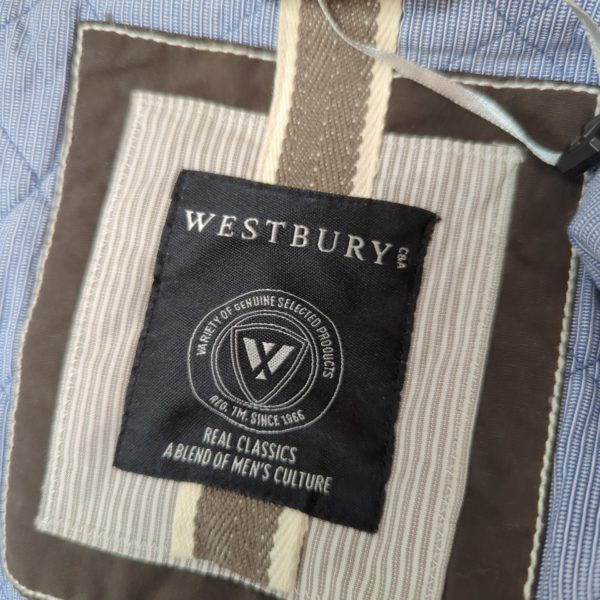 WESTBURY C&A
VARIETY OF GENUINE SELECTED PRODUCTS
W
REG. TM. SINCE 1966
REAL CLASSICS
A BLEND OF MEN'S CULTURE